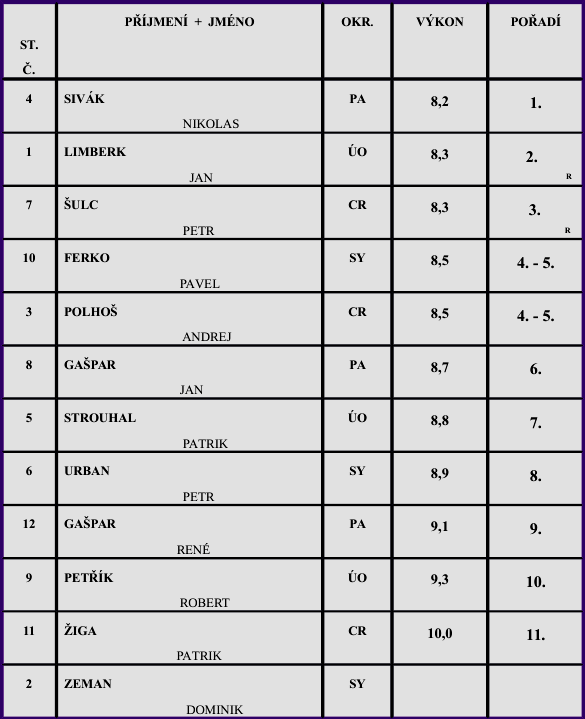 ST. Č. PŘÍJMENÍ + JMÉNO OKR. VÝKON POŘADÍ
4 SIVÁK PA 8,2 1.
NIKOLAS
1 LIMBERK ÚO 8,3 2.
JAN R
7 ŠULC CR 8,3 3.
PETR R
10 FERKO SY 8,5 4. - 5.
PAVEL
3 POLHOŠ CR 8,5 4. - 5.
ANDREJ
8 GAŠPAR PA 8,7 6.
JAN
5 STROUHAL ÚO 8,8 7.
PATRIK
6 URBAN SY 8,9 8.
PETR
12 GAŠPAR PA 9,1 9.
RENÉ
9 PETŘÍK ÚO 9,3 10.
ROBERT
11 ŽIGA CR 10,0 11.
PATRIK
2 ZEMAN SY
DOMINIK